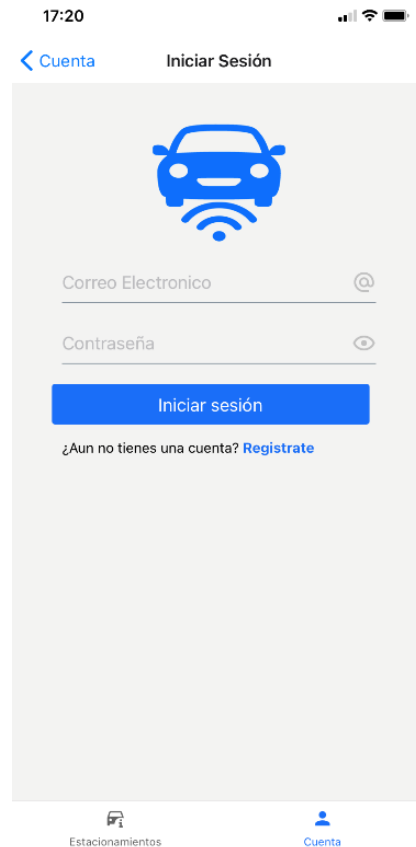 17:20
Cuenta
Iniciar Sesión
Correo Electronico
@
Contraseña
Iniciar sesión
¿Aun no tienes una cuenta? Registrate
Estacionamientos
Cuenta